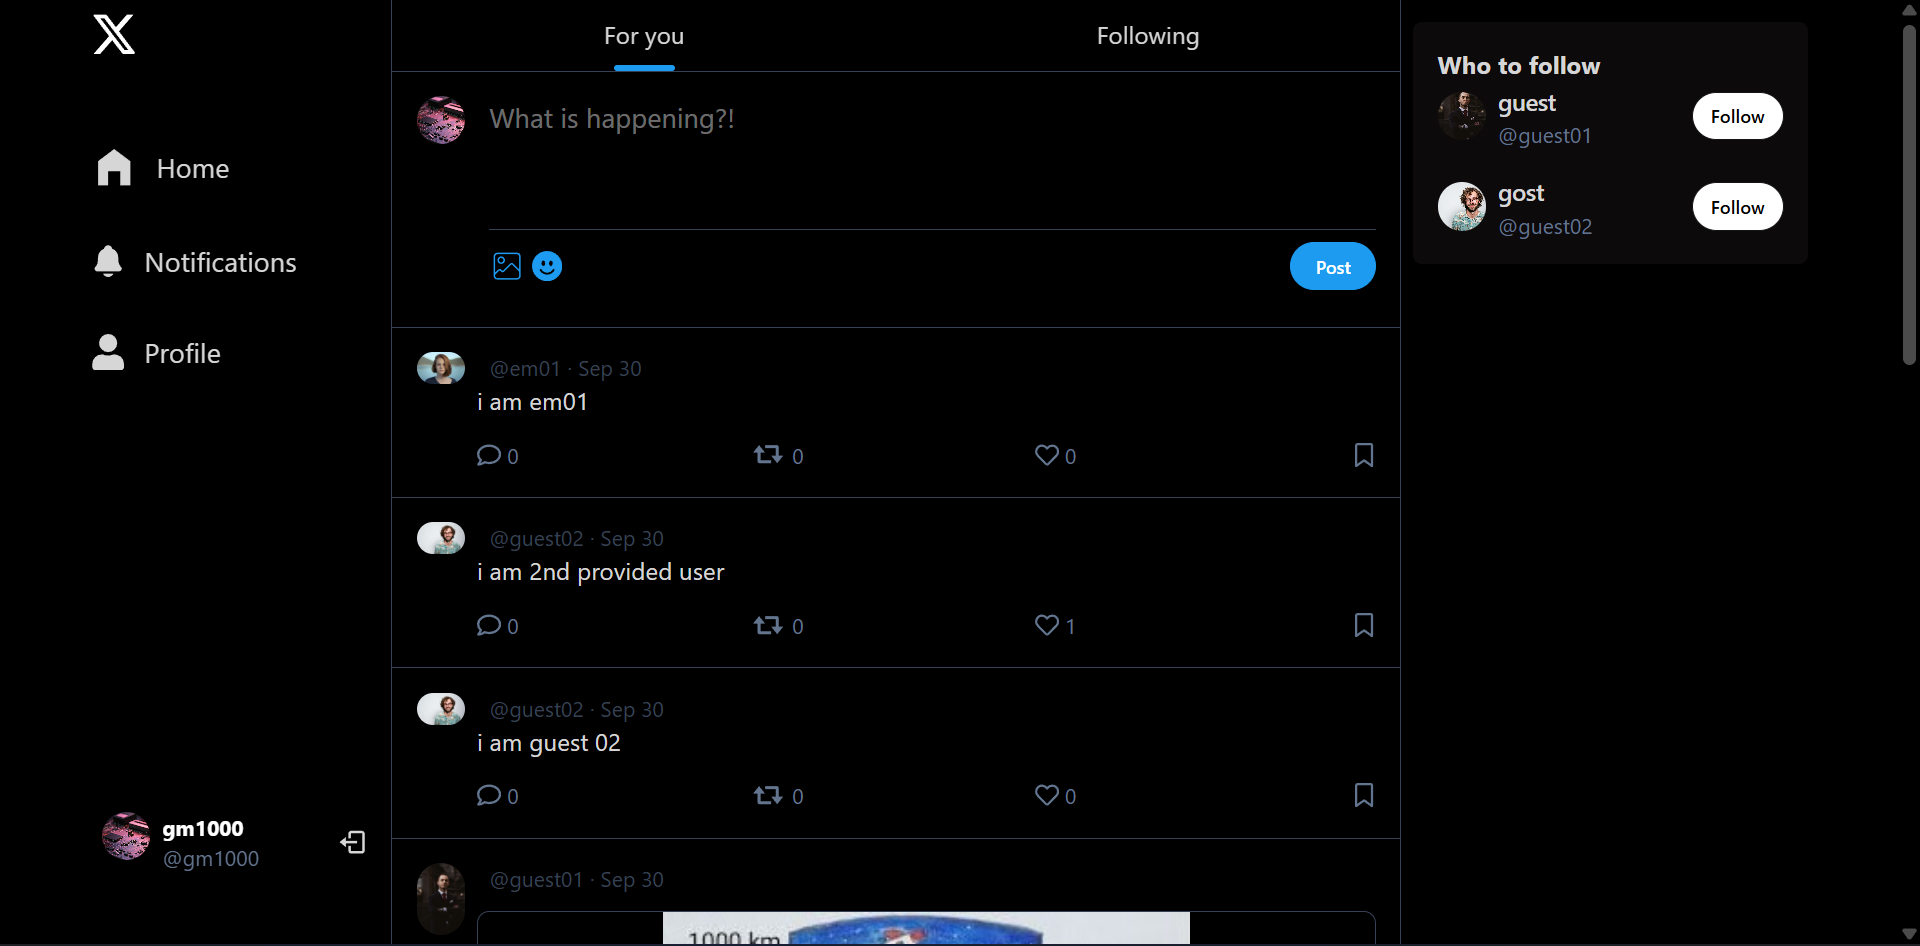 Home
Notifications
Profile
gm1000
@gm1000
For you
Following
What is happening?!
Post
@em01 · Sep 30
i am em01
0
0
0
@guest02 · Sep 30
i am 2nd provided user
0
0
1
@guest02 · Sep 30
i am guest 02
0
0
0
@guest01 · Sep 30
1000 km
Who to follow
guest
@guest01
Follow
gost
@guest02
Follow